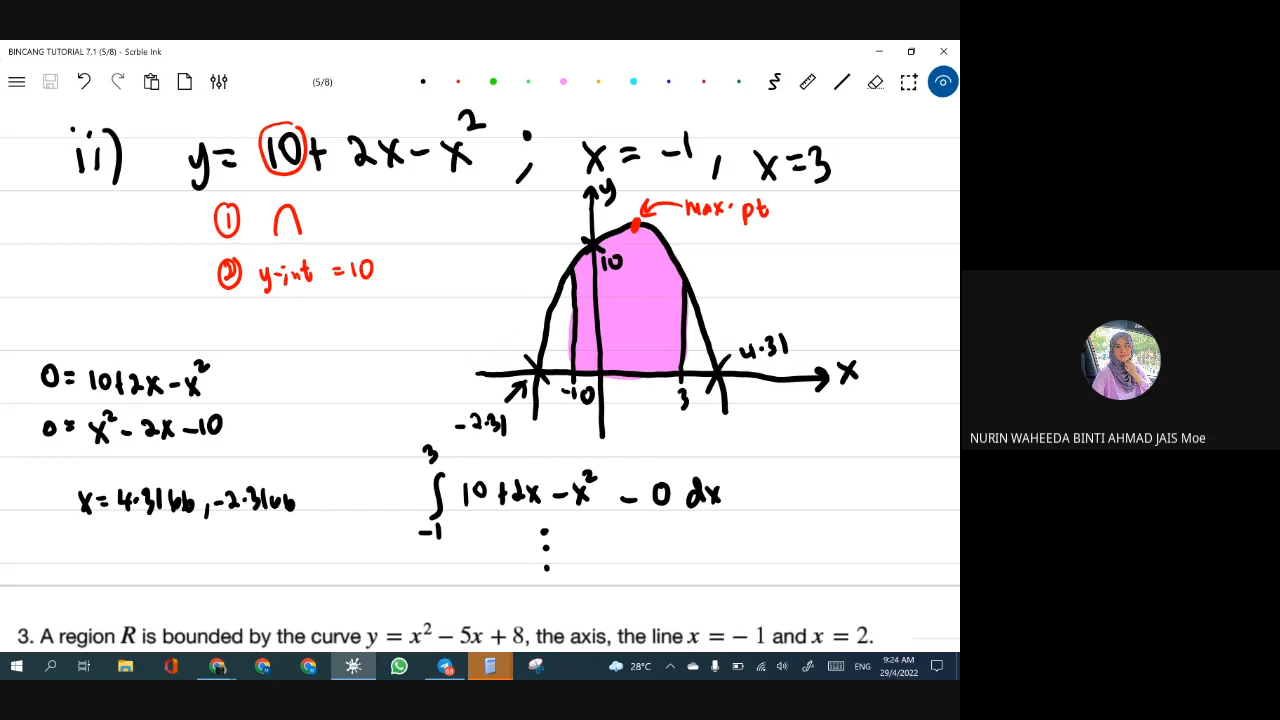 BINCANG TUTORIAL 7.1 (5/8) - Scrble Ink
(5/8)
ii) y = 10 + 2x - x² ; x = -1 , x = 3
y
max. pt
① ∩
② y-int = 10
10
4.31
x
-1 0
3
-2.31
0 = 10 + 2x - x²
0 = x² - 2x - 10
x = 4.3166, -2.3166
∫₋₁³ 10 + 2x - x² - 0 dx
⋮
3. A region R is bounded by the curve y = x² − 5x + 8, the axis, the line x = − 1 and x = 2.
NURIN WAHEEDA BINTI AHMAD JAIS Moe
68
28°C
ENG
9:24 AM
29/4/2022